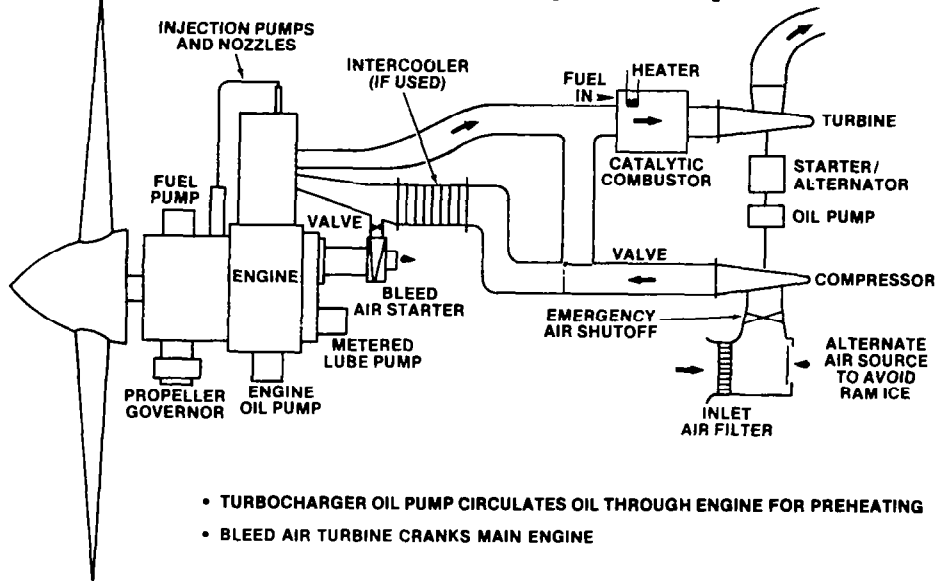 INJECTION PUMPS
AND NOZZLES
INTERCOOLER
(IF USED)
FUEL
IN
HEATER
TURBINE
CATALYTIC
COMBUSTOR
STARTER/
ALTERNATOR
OIL PUMP
FUEL
PUMP
VALVE
ENGINE
VALVE
COMPRESSOR
BLEED
AIR STARTER
EMERGENCY
AIR SHUTOFF
METERED
LUBE PUMP
ALTERNATE
AIR SOURCE
TO AVOID
RAM ICE
PROPELLER
GOVERNOR
ENGINE
OIL PUMP
INLET
AIR FILTER
• TURBOCHARGER OIL PUMP CIRCULATES OIL THROUGH ENGINE FOR PREHEATING
• BLEED AIR TURBINE CRANKS MAIN ENGINE